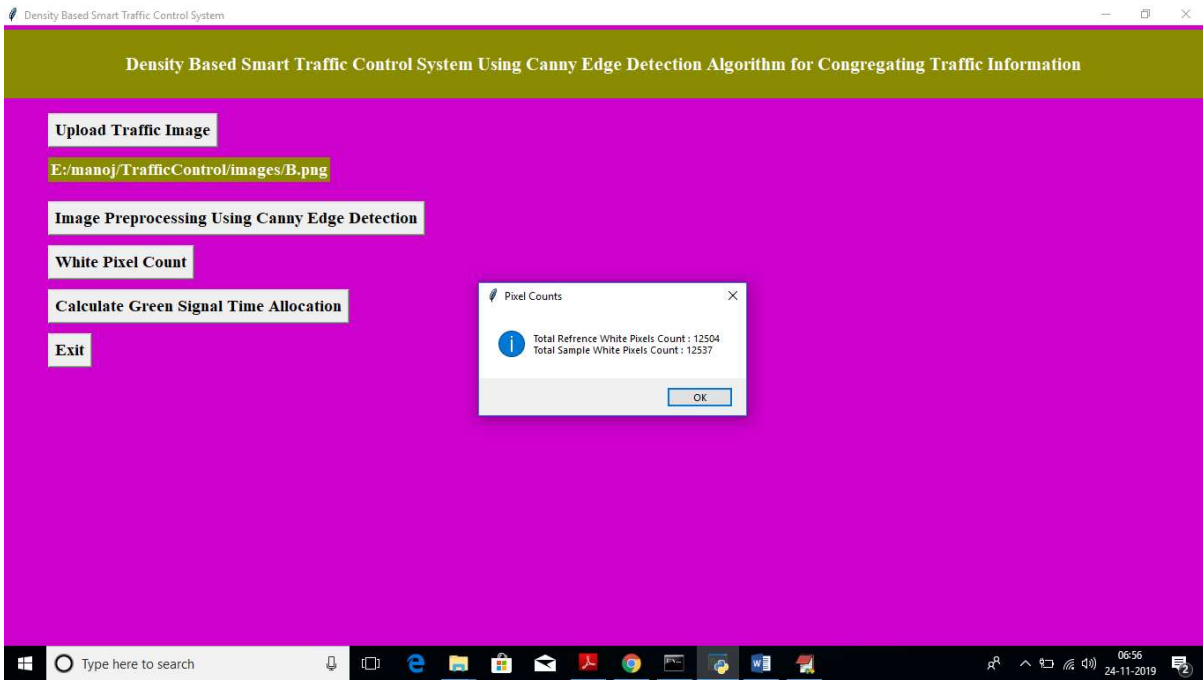 Density Based Smart Traffic Control System
Density Based Smart Traffic Control System Using Canny Edge Detection Algorithm for Congregating Traffic Information
Upload Traffic Image
E:/manoj/TrafficControl/images/B.png
Image Preprocessing Using Canny Edge Detection
White Pixel Count
Calculate Green Signal Time Allocation
Exit
Pixel Counts
Total Refrence White Pixels Count : 12504
Total Sample White Pixels Count : 12537
OK
Type here to search
06:56
24-11-2019
2